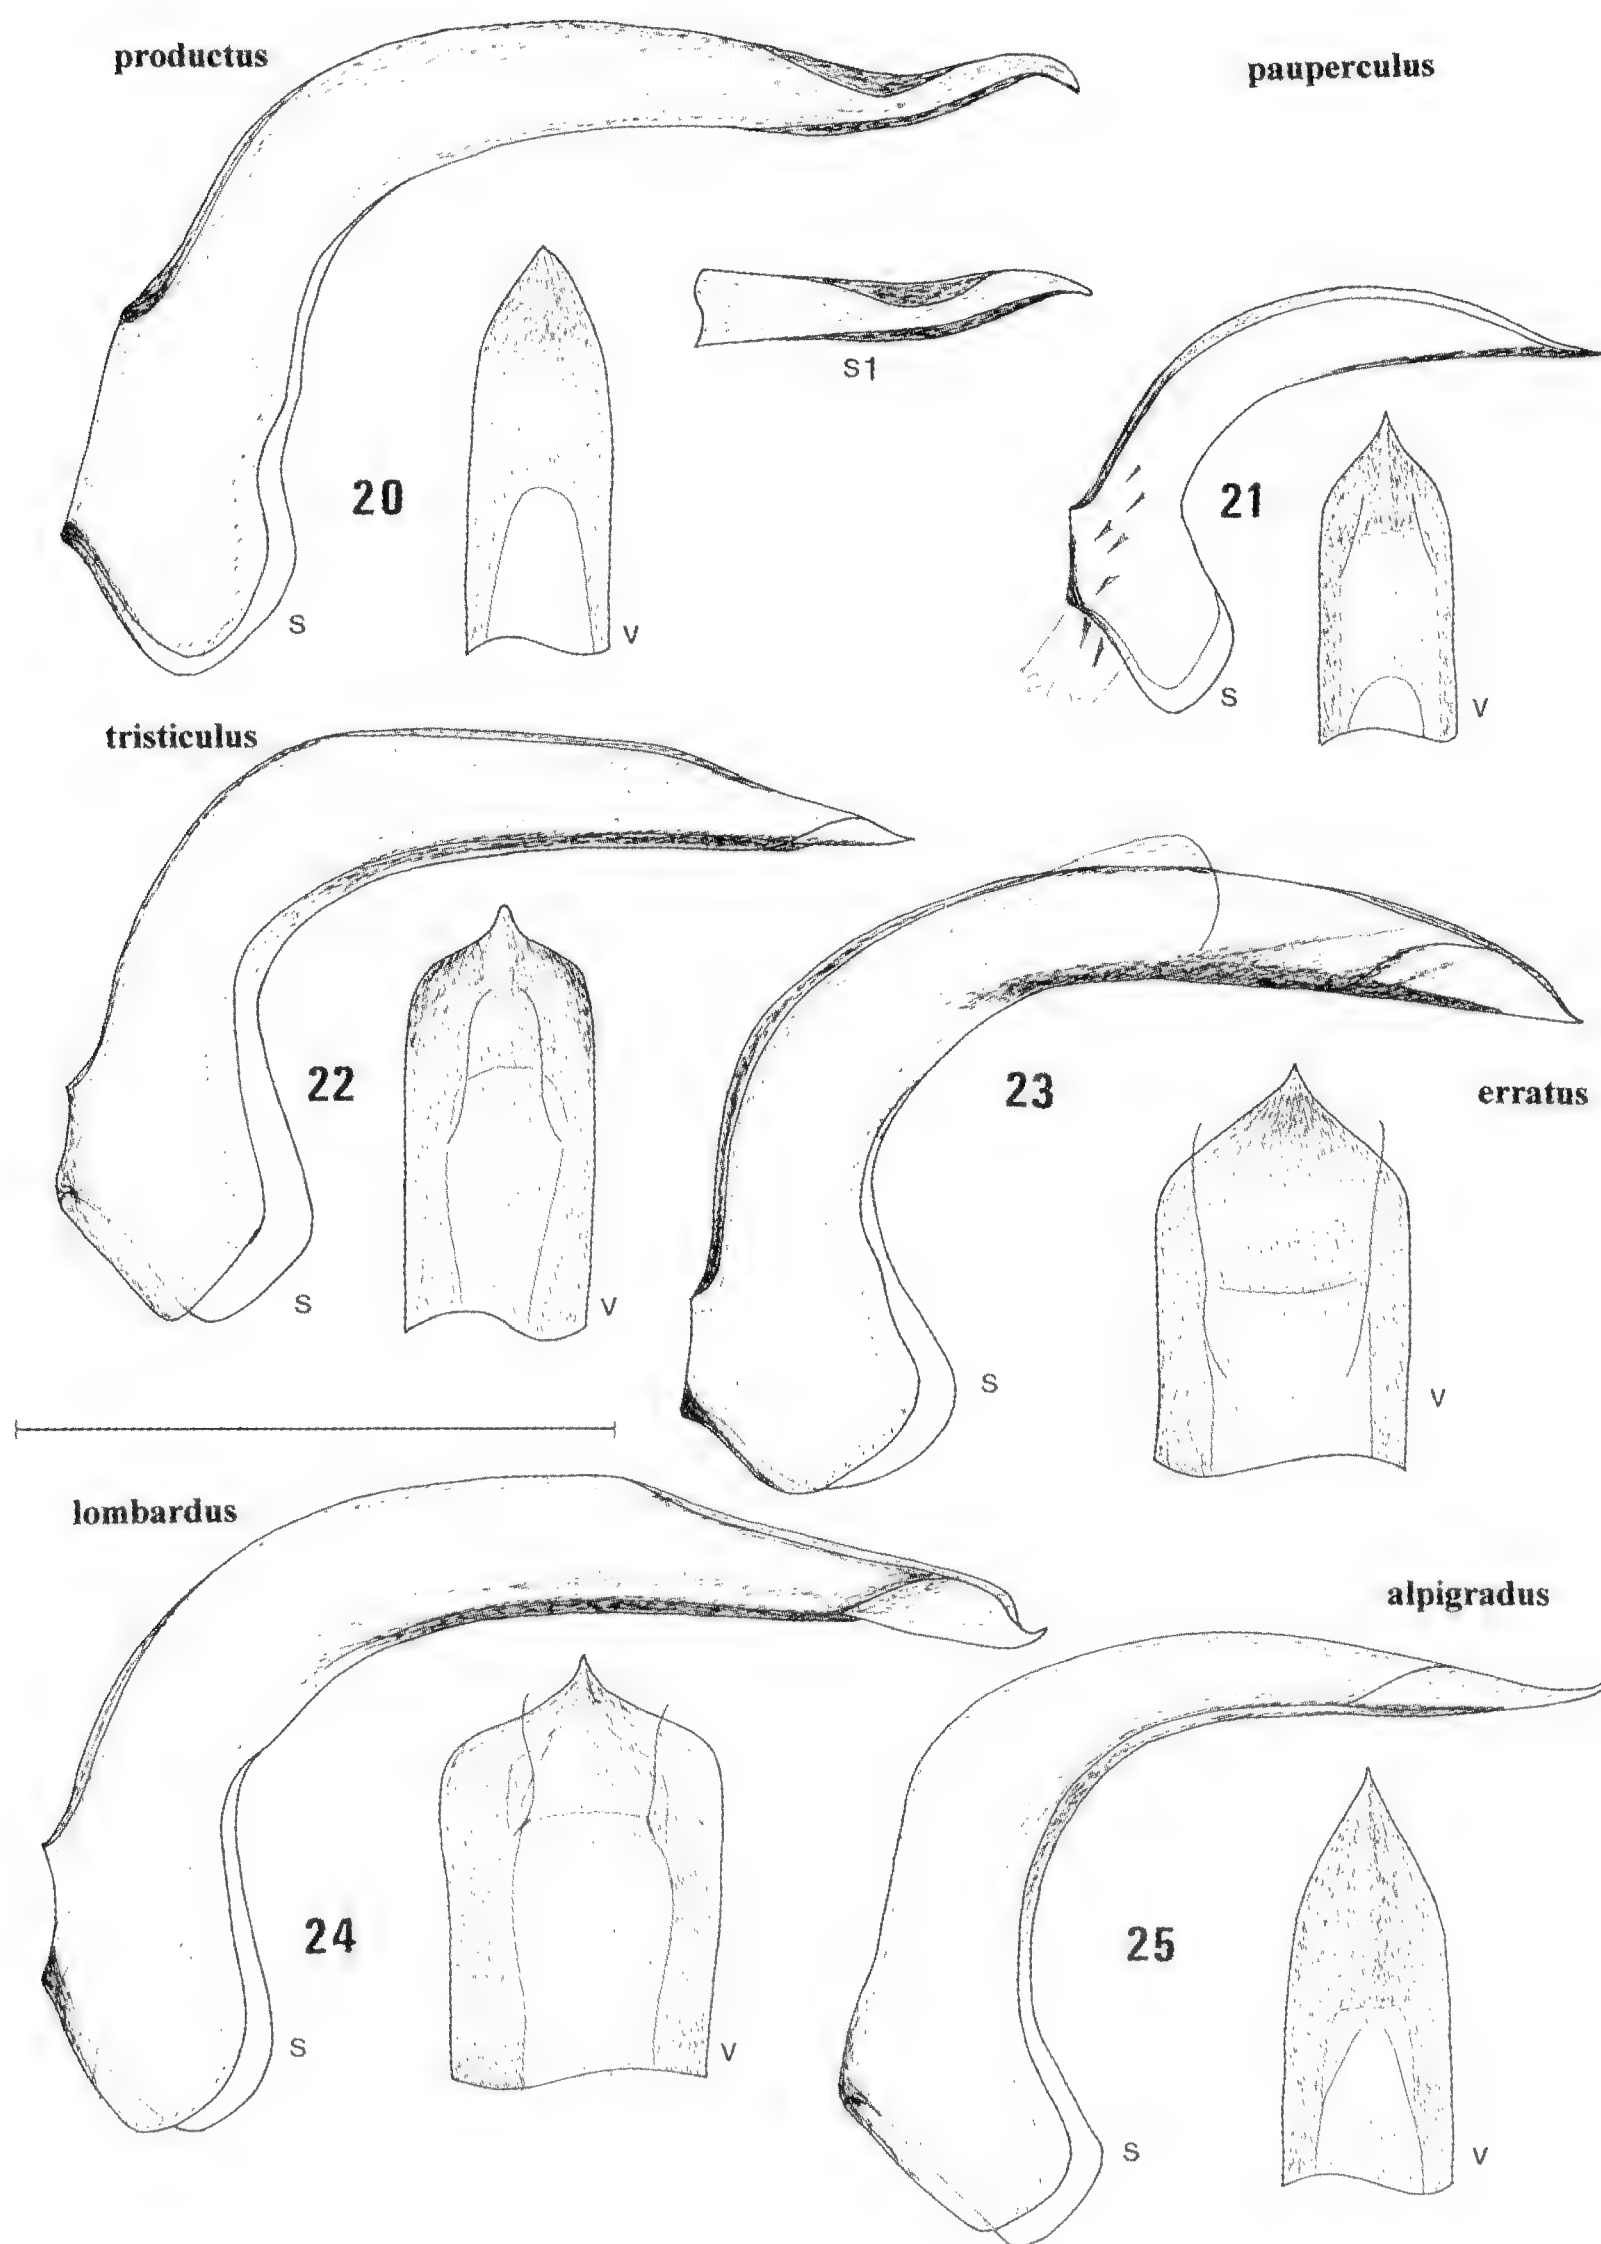 productus
pauperculus
s1
20
21
s
v
s
v
tristiculus
22
23
erratus
s
v
s
v
lombardus
alpigradus
24
25
s
v
s
v